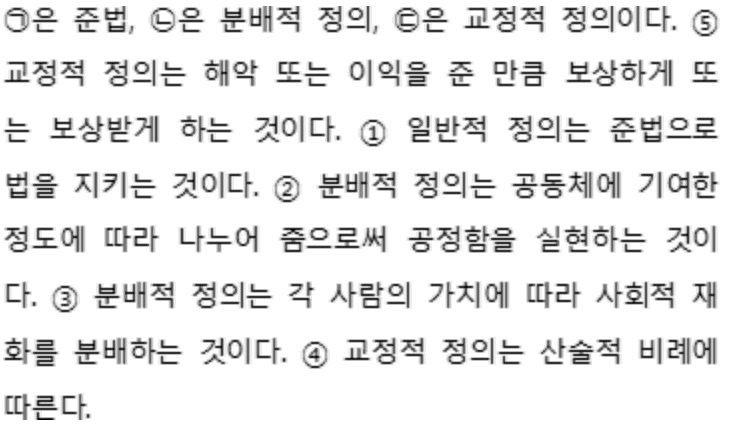 ㉠은 준법, ㉡은 분배적 정의, ㉢은 교정적 정의이다. ⑤
교정적 정의는 해악 또는 이익을 준 만큼 보상하게 또
는 보상받게 하는 것이다. ① 일반적 정의는 준법으로
법을 지키는 것이다. ② 분배적 정의는 공동체에 기여한
정도에 따라 나누어 줌으로써 공정함을 실현하는 것이
다. ③ 분배적 정의는 각 사람의 가치에 따라 사회적 재
화를 분배하는 것이다. ④ 교정적 정의는 산술적 비례에
따른다.